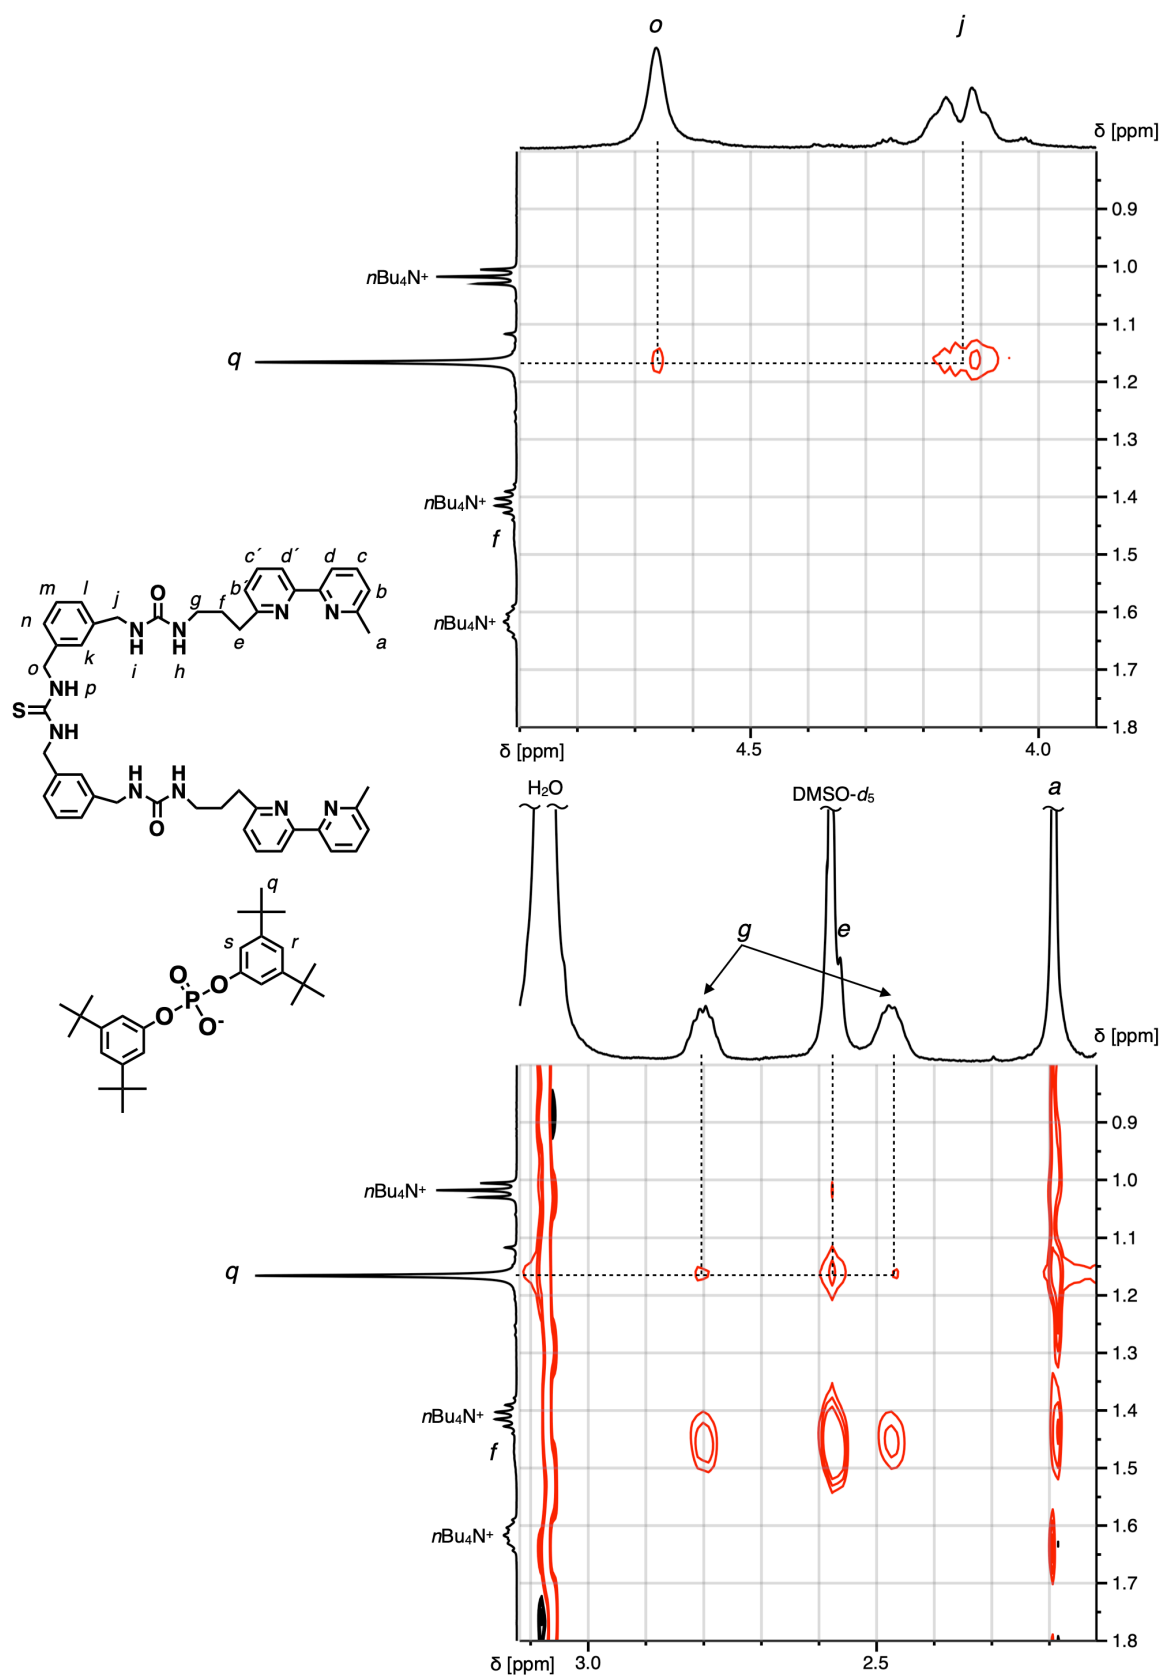 o j
δ [ppm]
0.9
nBu₄N⁺ 1.0
1.1
q
1.2
1.3
nBu₄N⁺ 1.4
f
1.5
nBu₄N⁺ 1.6
1.7
1.8
δ [ppm] 4.5 4.0
c´ d´ d c
m l j O g b´ f b
n N N N N
o k H H e a
i h
NH p
S
NH
H H
N N N N
O
H₂O DMSO-d₅ a
q
g e
s r
O O
P
O O⁻
δ [ppm]
0.9
nBu₄N⁺ 1.0
1.1
q
1.2
1.3
nBu₄N⁺ 1.4
f
1.5
nBu₄N⁺ 1.6
1.7
1.8
δ [ppm] 3.0 2.5